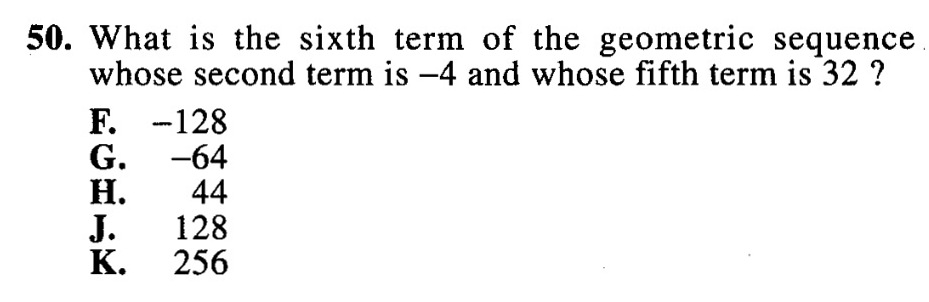 50. What is the sixth term of the geometric sequence
whose second term is –4 and whose fifth term is 32 ?
F. –128
G. –64
H. 44
J. 128
K. 256